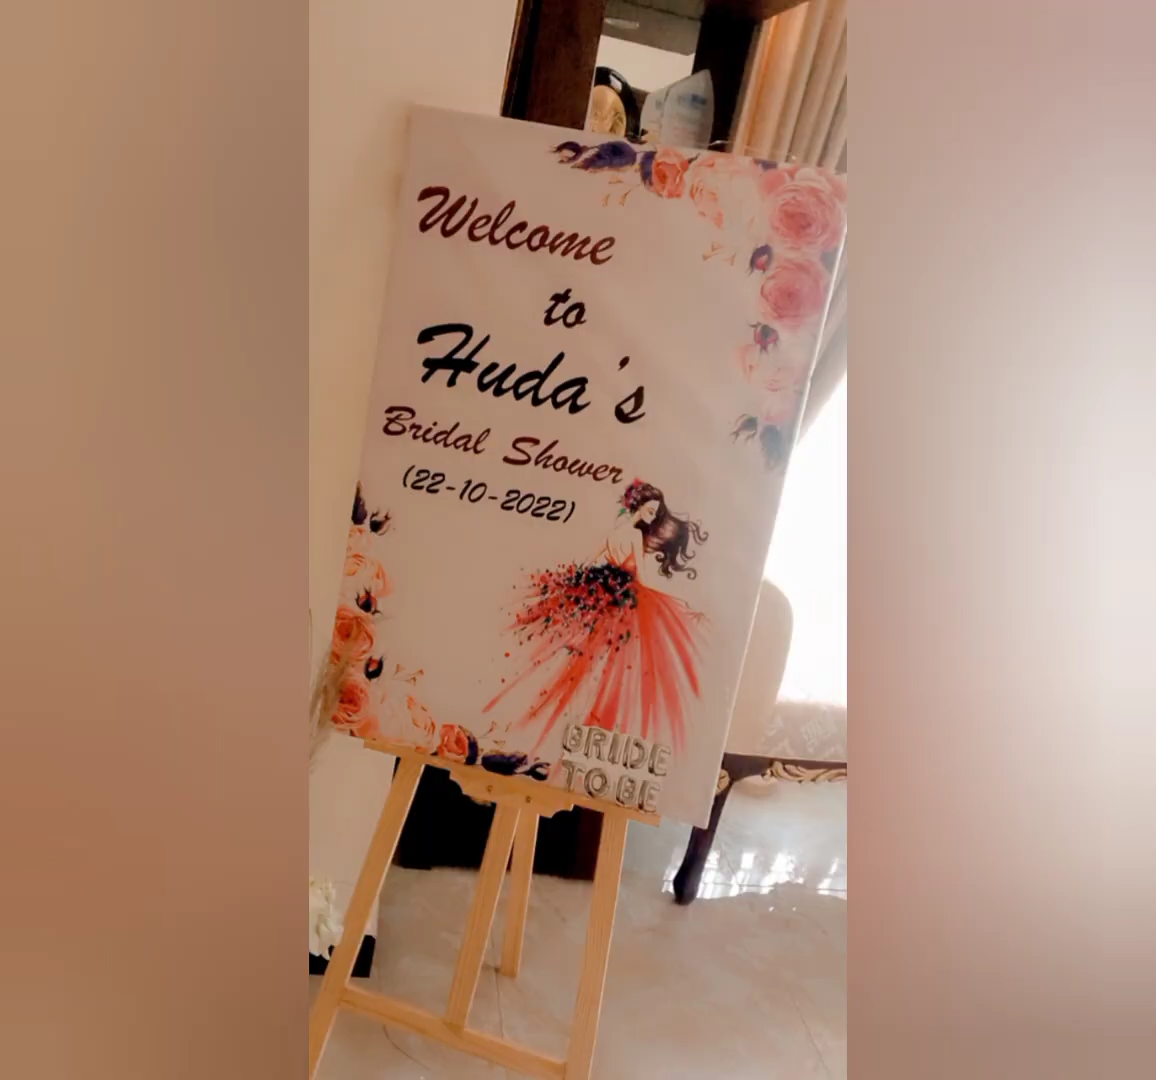 Welcome
to
Huda's
Bridal Shower
(22-10-2022)
BRIDE
TO BE